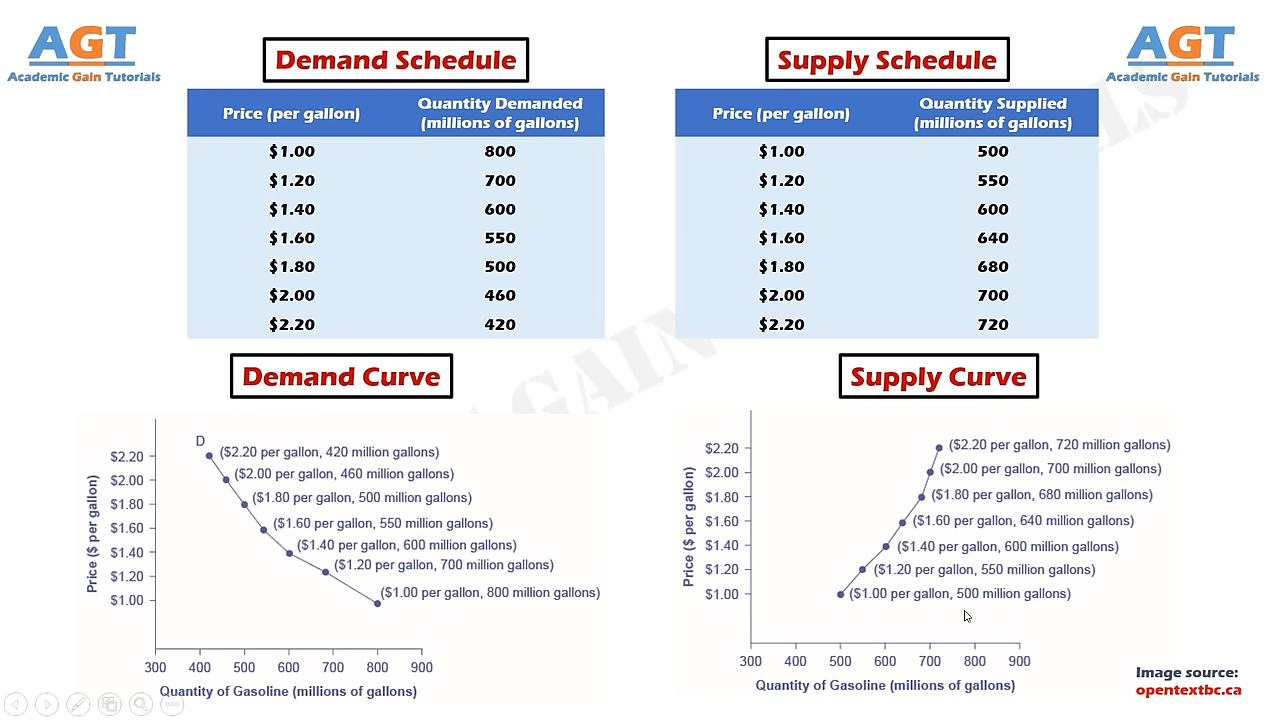 AGT
Academic Gain Tutorials
Demand Schedule
Supply Schedule
AGT
Academic Gain Tutorials
Price (per gallon) Quantity Demanded
(millions of gallons)
$1.00 800
$1.20 700
$1.40 600
$1.60 550
$1.80 500
$2.00 460
$2.20 420
Price (per gallon) Quantity Supplied
(millions of gallons)
$1.00 500
$1.20 550
$1.40 600
$1.60 640
$1.80 680
$2.00 700
$2.20 720
GAIN
Demand Curve
D
($2.20 per gallon, 420 million gallons)
($2.00 per gallon, 460 million gallons)
($1.80 per gallon, 500 million gallons)
($1.60 per gallon, 550 million gallons)
($1.40 per gallon, 600 million gallons)
($1.20 per gallon, 700 million gallons)
($1.00 per gallon, 800 million gallons)
Price ($ per gallon)
$2.20
$2.00
$1.80
$1.60
$1.40
$1.20
$1.00
300 400 500 600 700 800 900
Quantity of Gasoline (millions of gallons)
Supply Curve
($2.20 per gallon, 720 million gallons)
($2.00 per gallon, 700 million gallons)
($1.80 per gallon, 680 million gallons)
($1.60 per gallon, 640 million gallons)
($1.40 per gallon, 600 million gallons)
($1.20 per gallon, 550 million gallons)
($1.00 per gallon, 500 million gallons)
Price ($ per gallon)
$2.20
$2.00
$1.80
$1.60
$1.40
$1.20
$1.00
300 400 500 600 700 800 900
Quantity of Gasoline (millions of gallons)
Image source:
opentextbc.ca